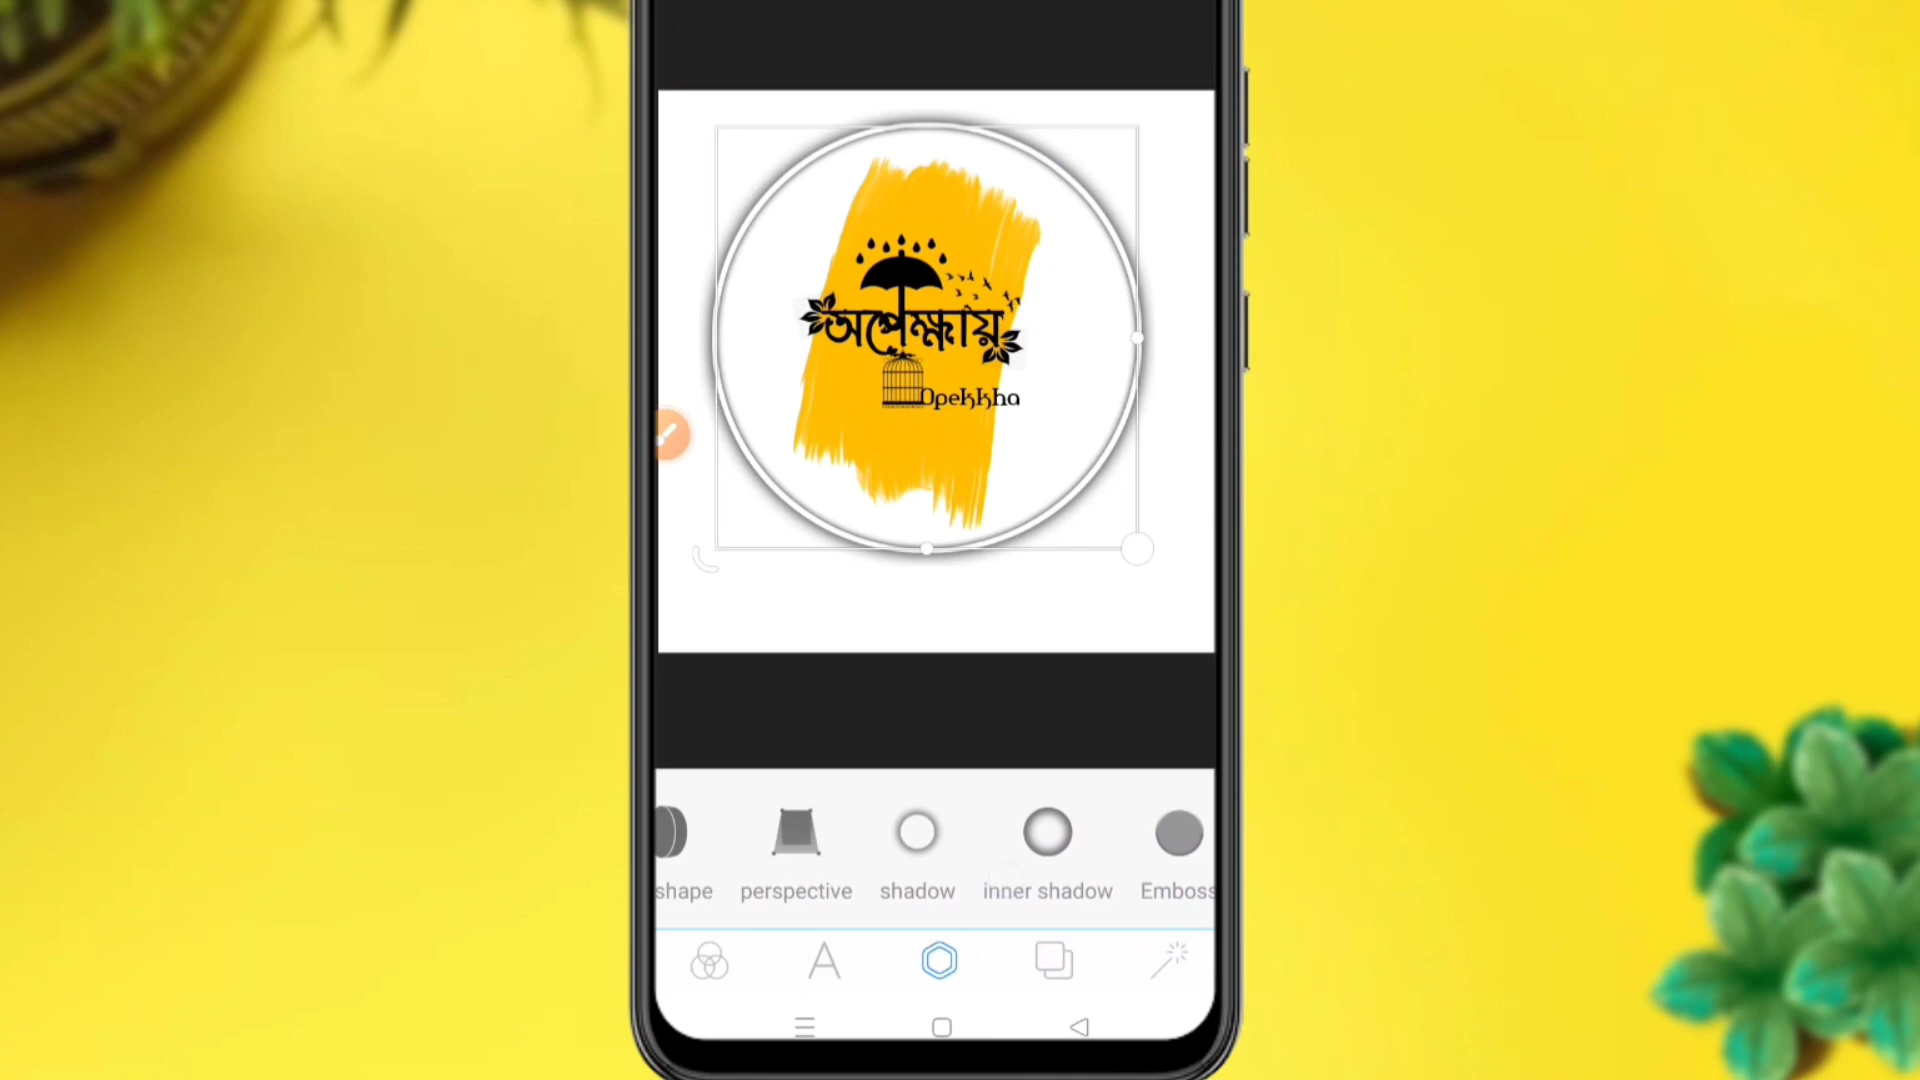 অপেক্ষায়
Opekkha
shape
perspective
shadow
inner shadow
Emboss
A